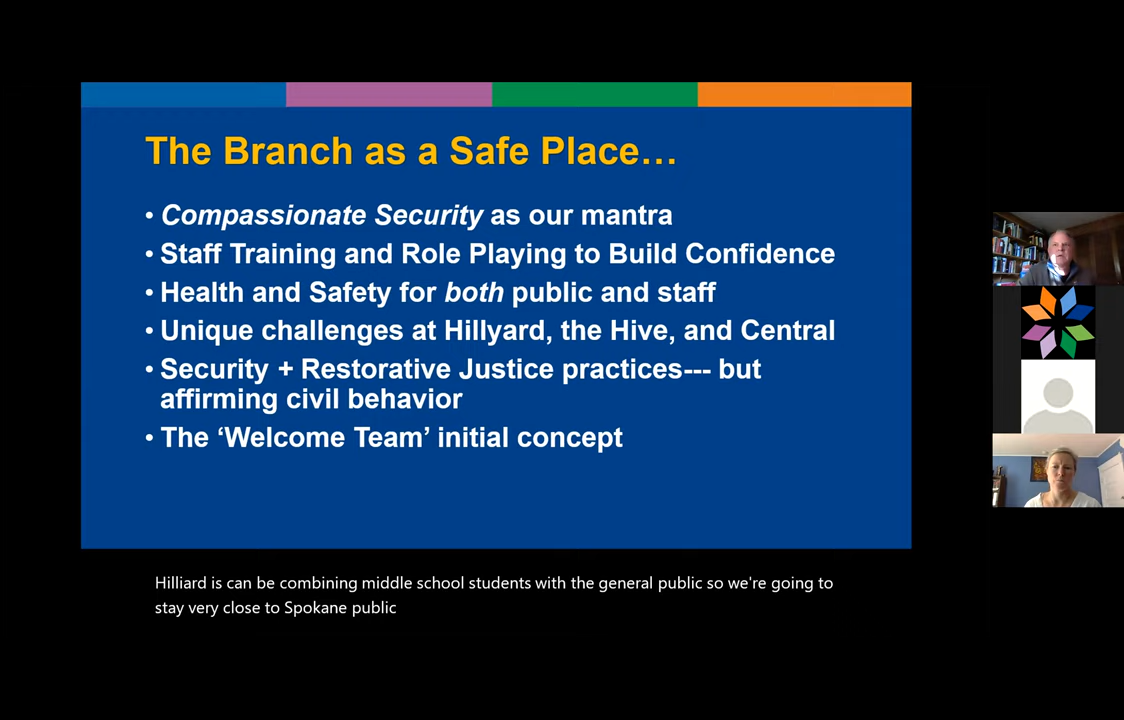 The Branch as a Safe Place…
• Compassionate Security as our mantra
• Staff Training and Role Playing to Build Confidence
• Health and Safety for both public and staff
• Unique challenges at Hillyard, the Hive, and Central
• Security + Restorative Justice practices--- but
affirming civil behavior
• The ‘Welcome Team’ initial concept
Hilliard is can be combining middle school students with the general public so we're going to
stay very close to Spokane public